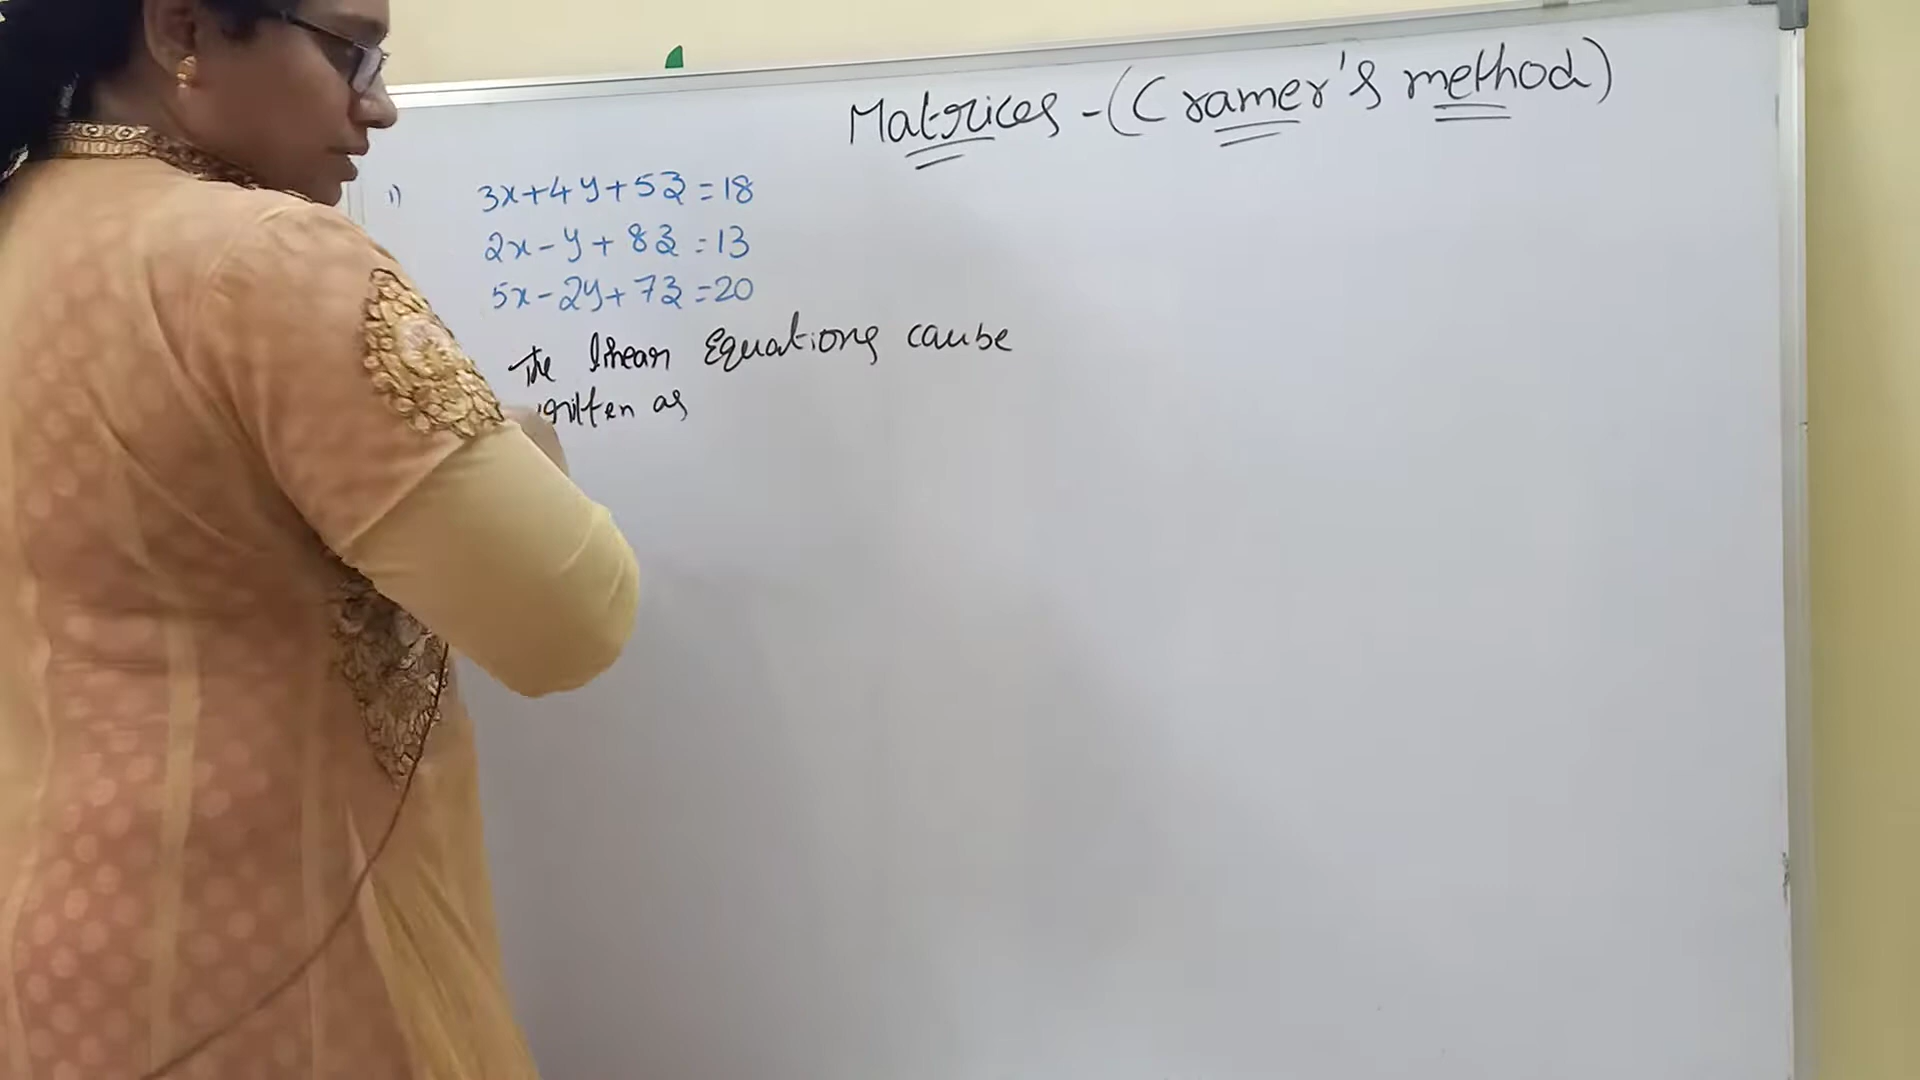 Matrices - (Cramer's method)
1) 3x+4y+5z=18
2x-y+8z=13
5x-2y+7z=20
The linear Equations can be
written as